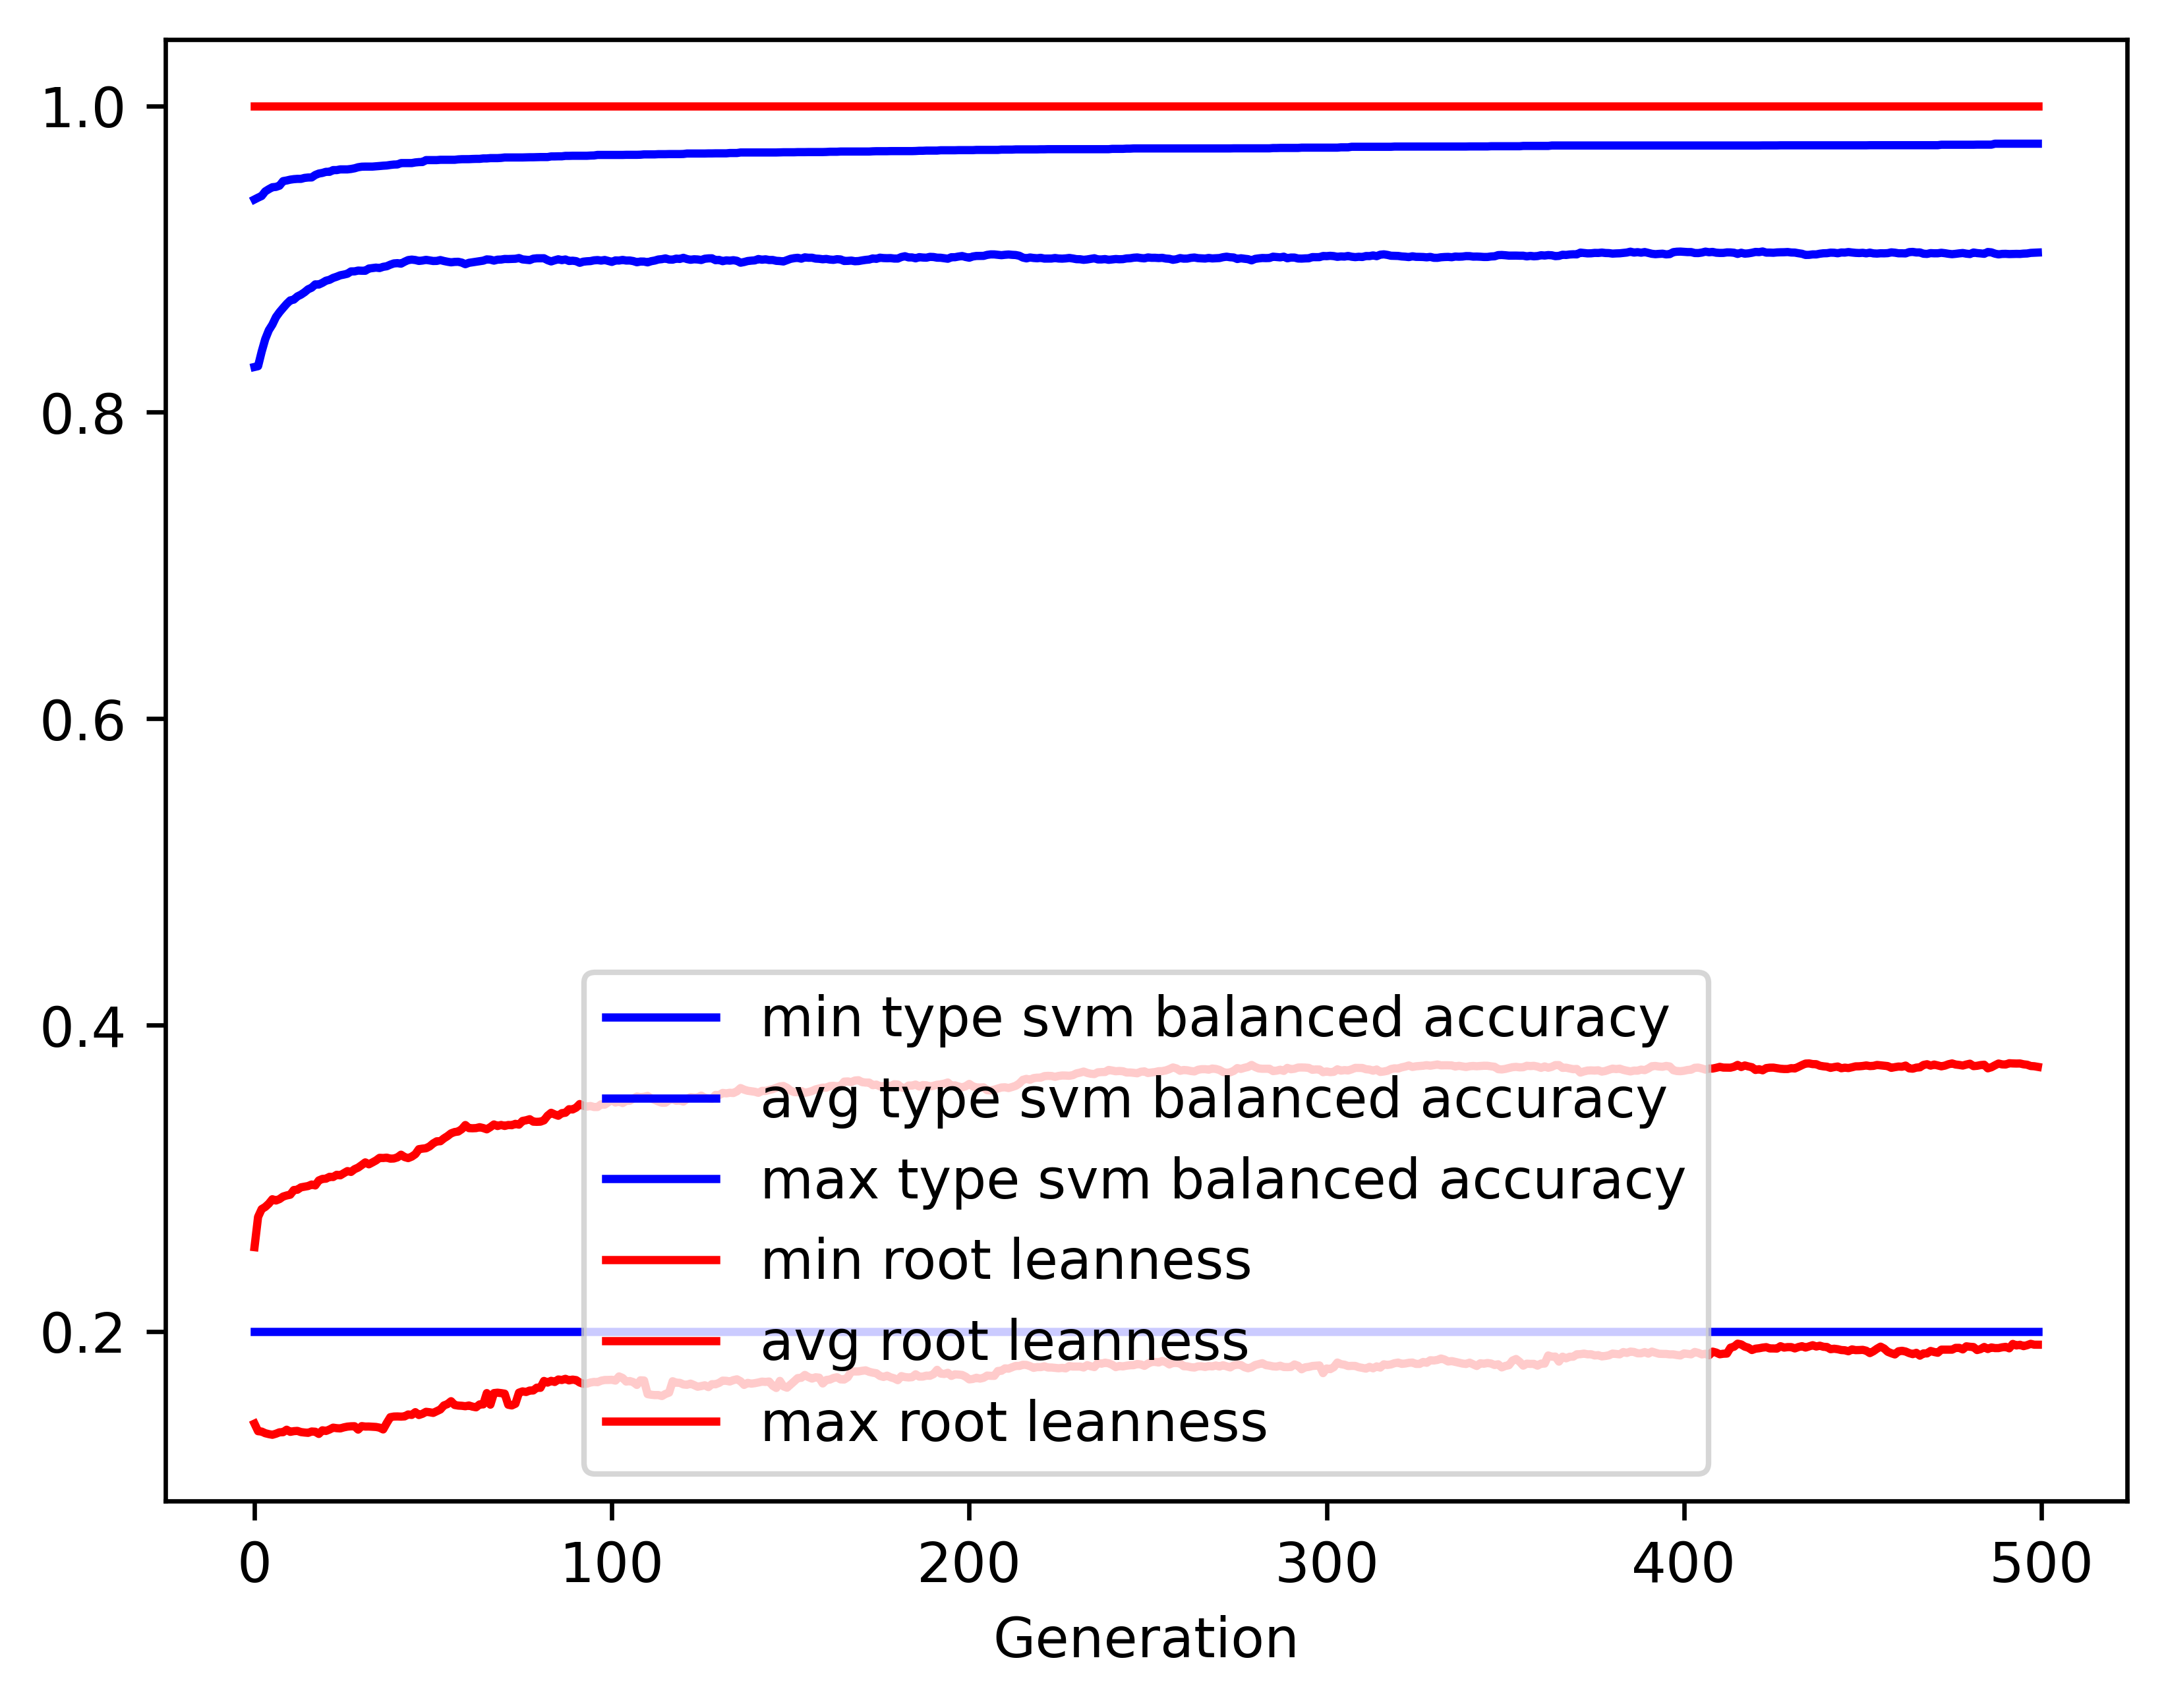 1.0
0.8
0.6
0.4
0.2
min type svm balanced accuracy
avg type svm balanced accuracy
max type svm balanced accuracy
min root leanness
avg root leanness
max root leanness
0 100 200 300 400 500
Generation